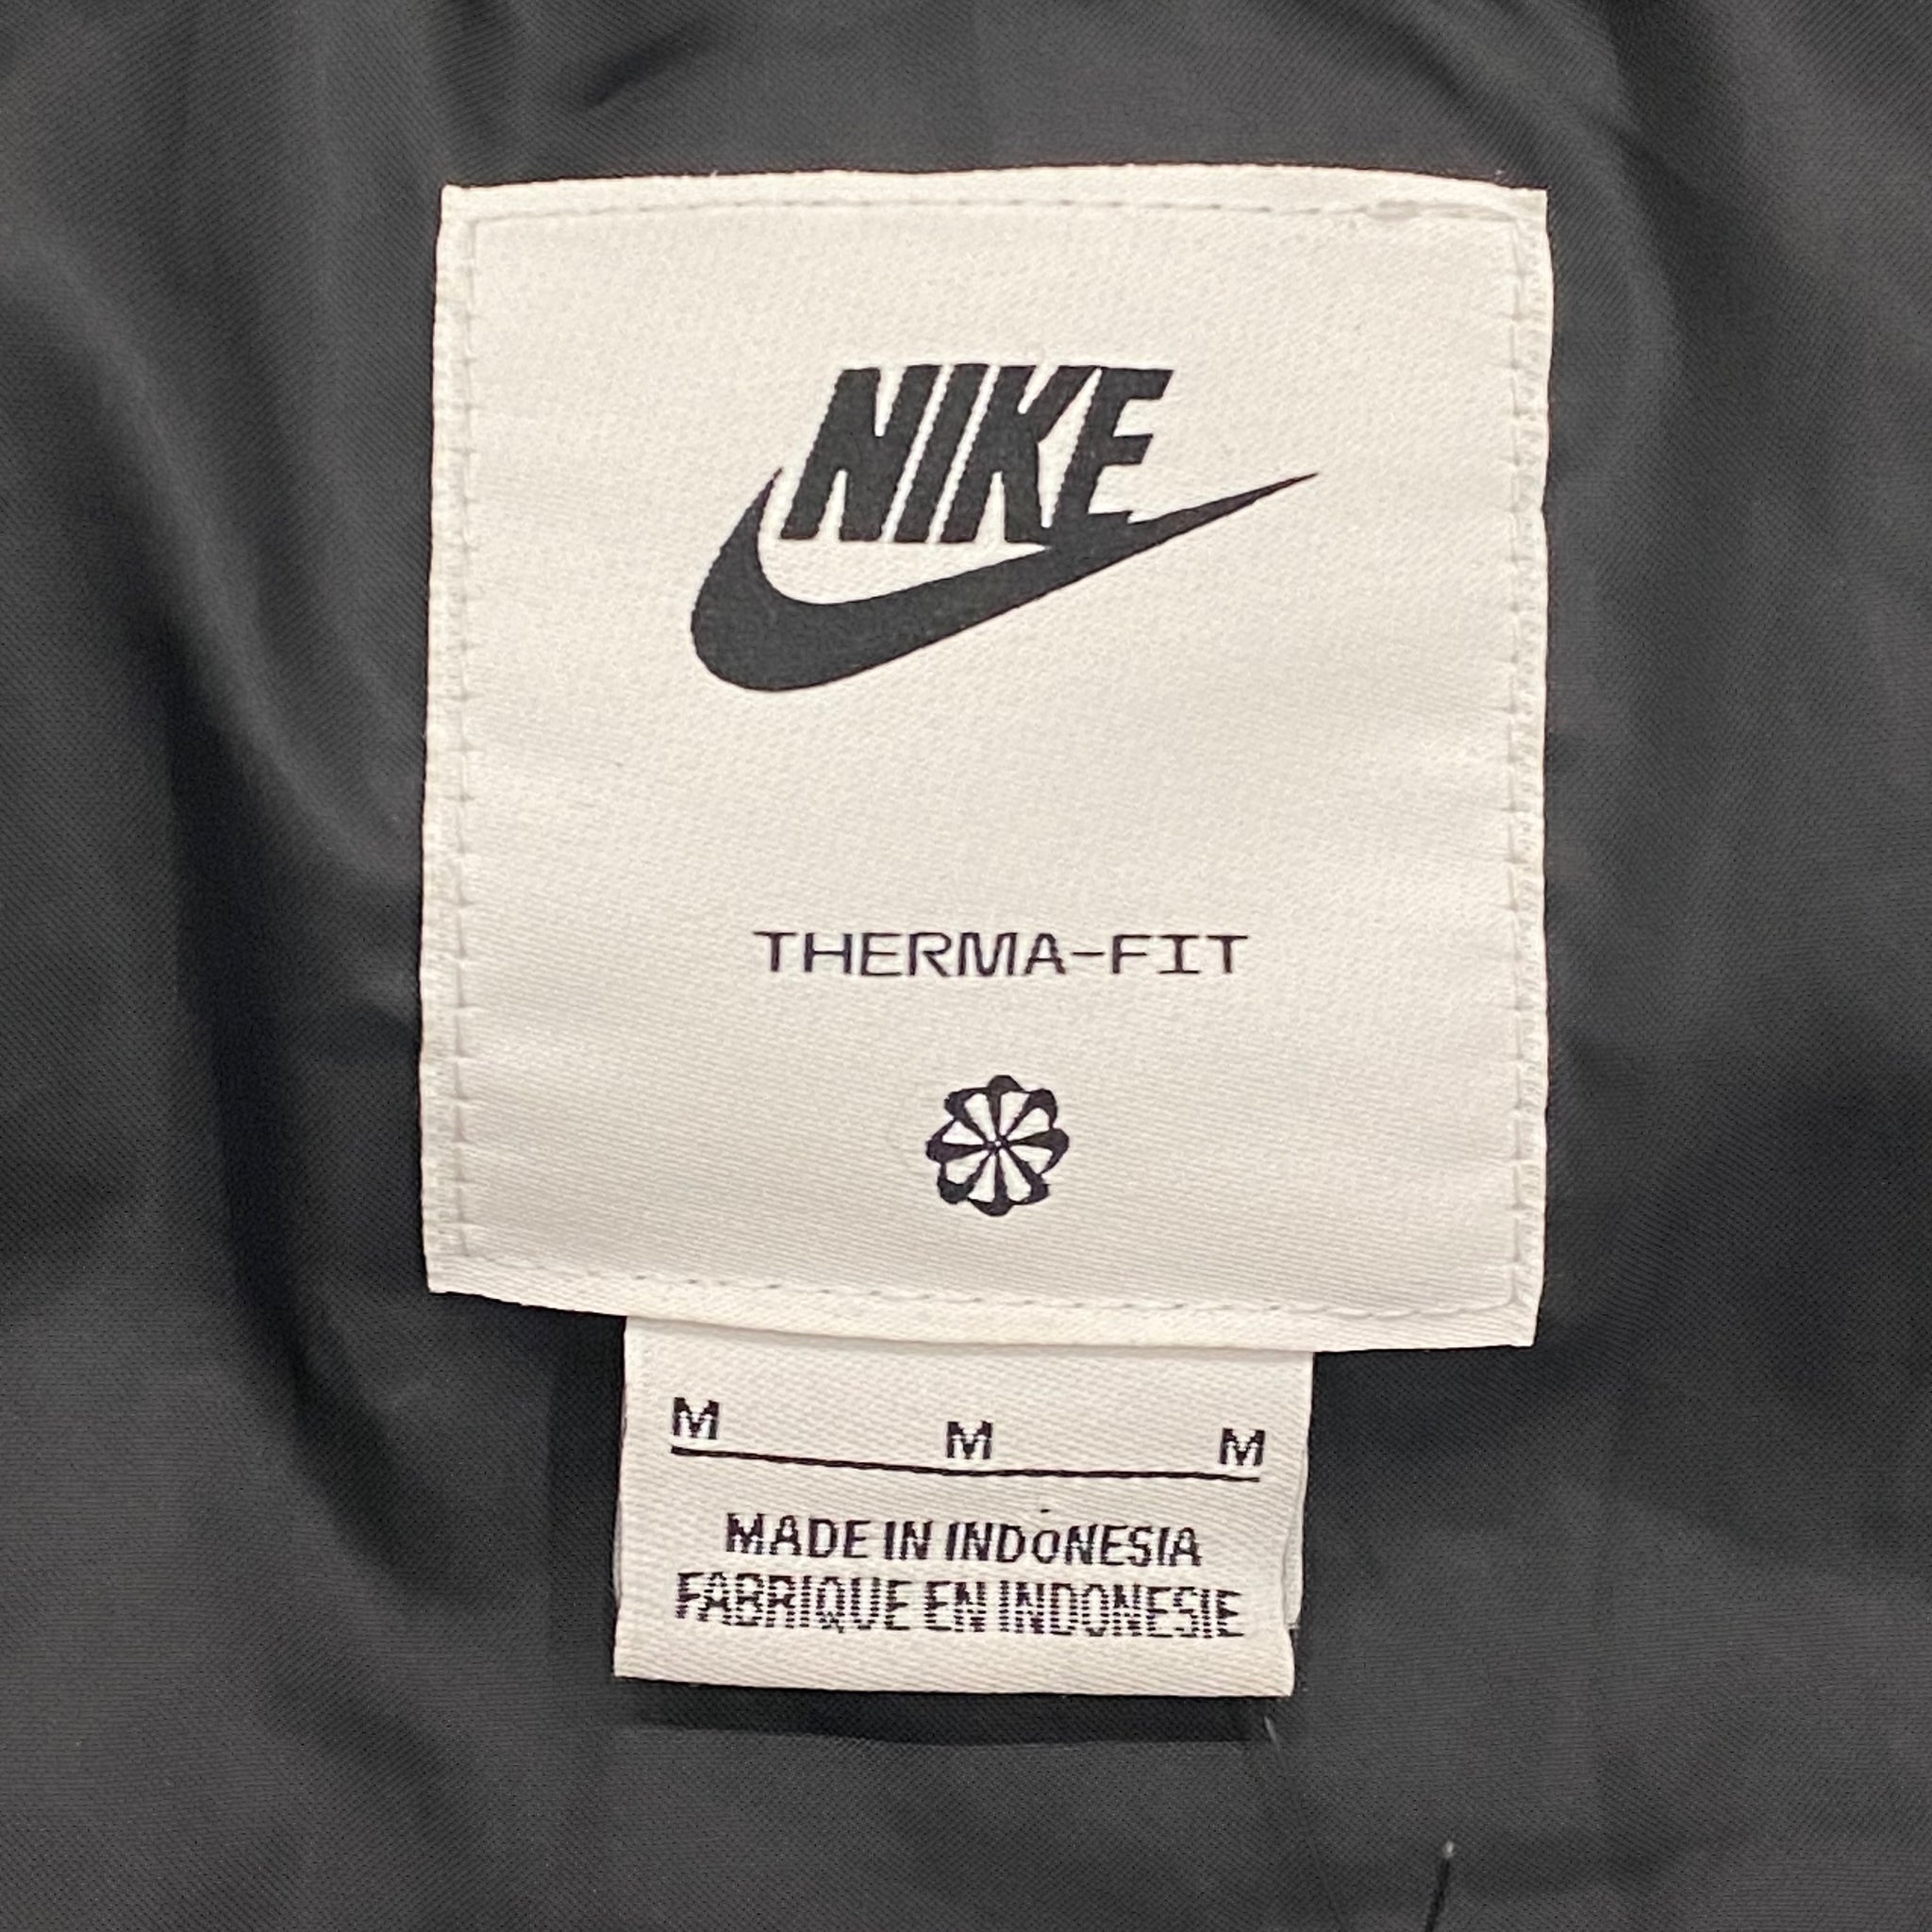 NIKE
THERMA-FIT
M M M
MADE IN INDONESIA
FABRIQUE EN INDONESIE